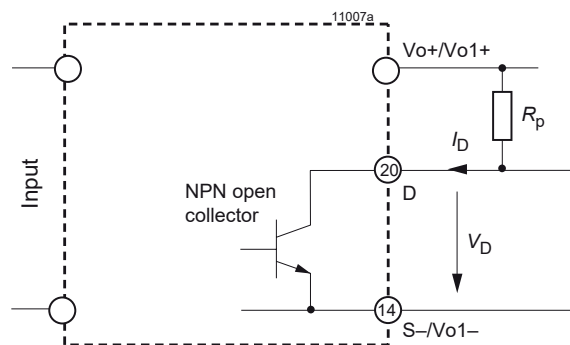 11007a
Vo+/Vo1+
Rp
ID
20
D
NPN open
collector
Input
VD
14
S–/Vo1–